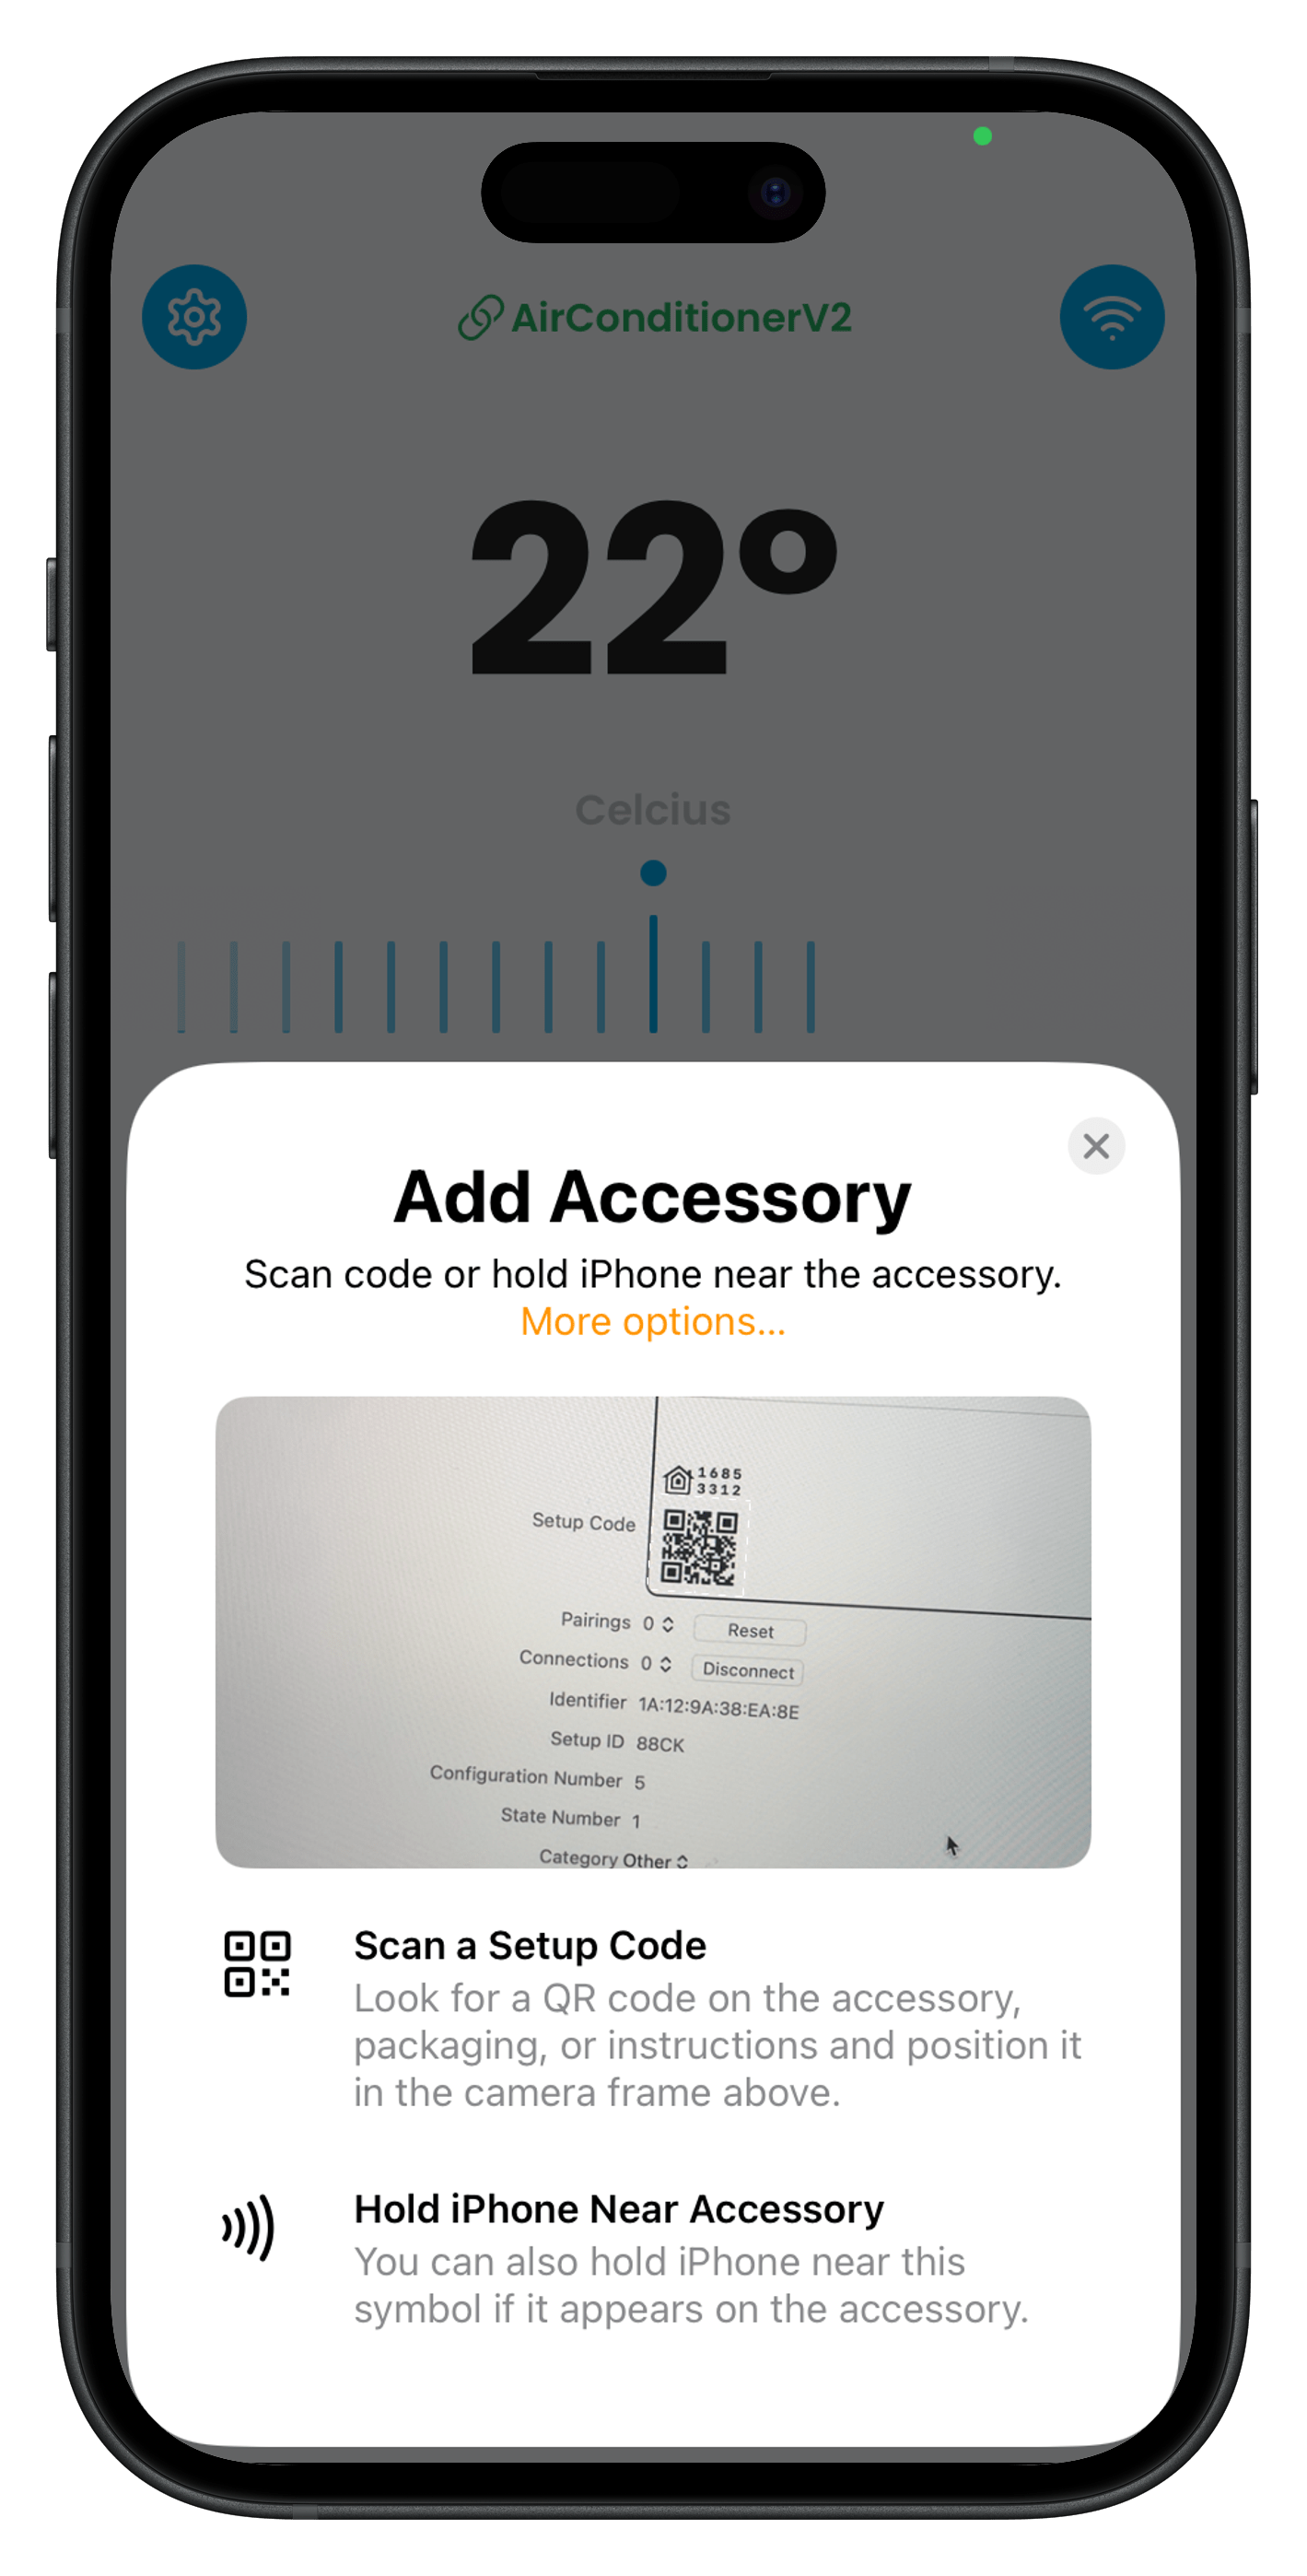 AirConditionerV2
22º
Celcius
Add Accessory
Scan code or hold iPhone near the accessory.
More options...
1685
3312
Setup Code
Pairings 0 Reset
Connections 0 Disconnect
Identifier 1A:12:9A:38:EA:8E
Setup ID 88CK
Configuration Number 5
State Number 1
Category Other
Scan a Setup Code
Look for a QR code on the accessory,
packaging, or instructions and position it
in the camera frame above.
Hold iPhone Near Accessory
You can also hold iPhone near this
symbol if it appears on the accessory.